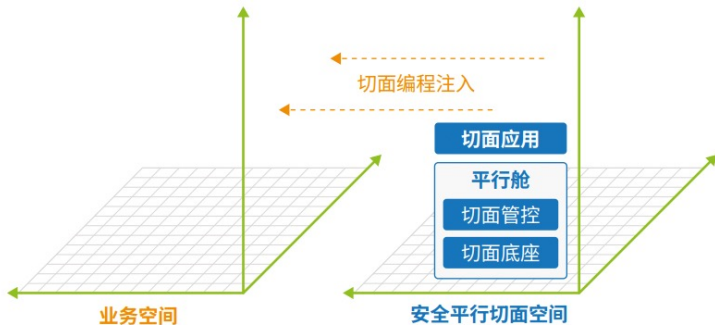 切面编程注入
切面应用
平行舱
切面管控
切面底座
业务空间
安全平行切面空间